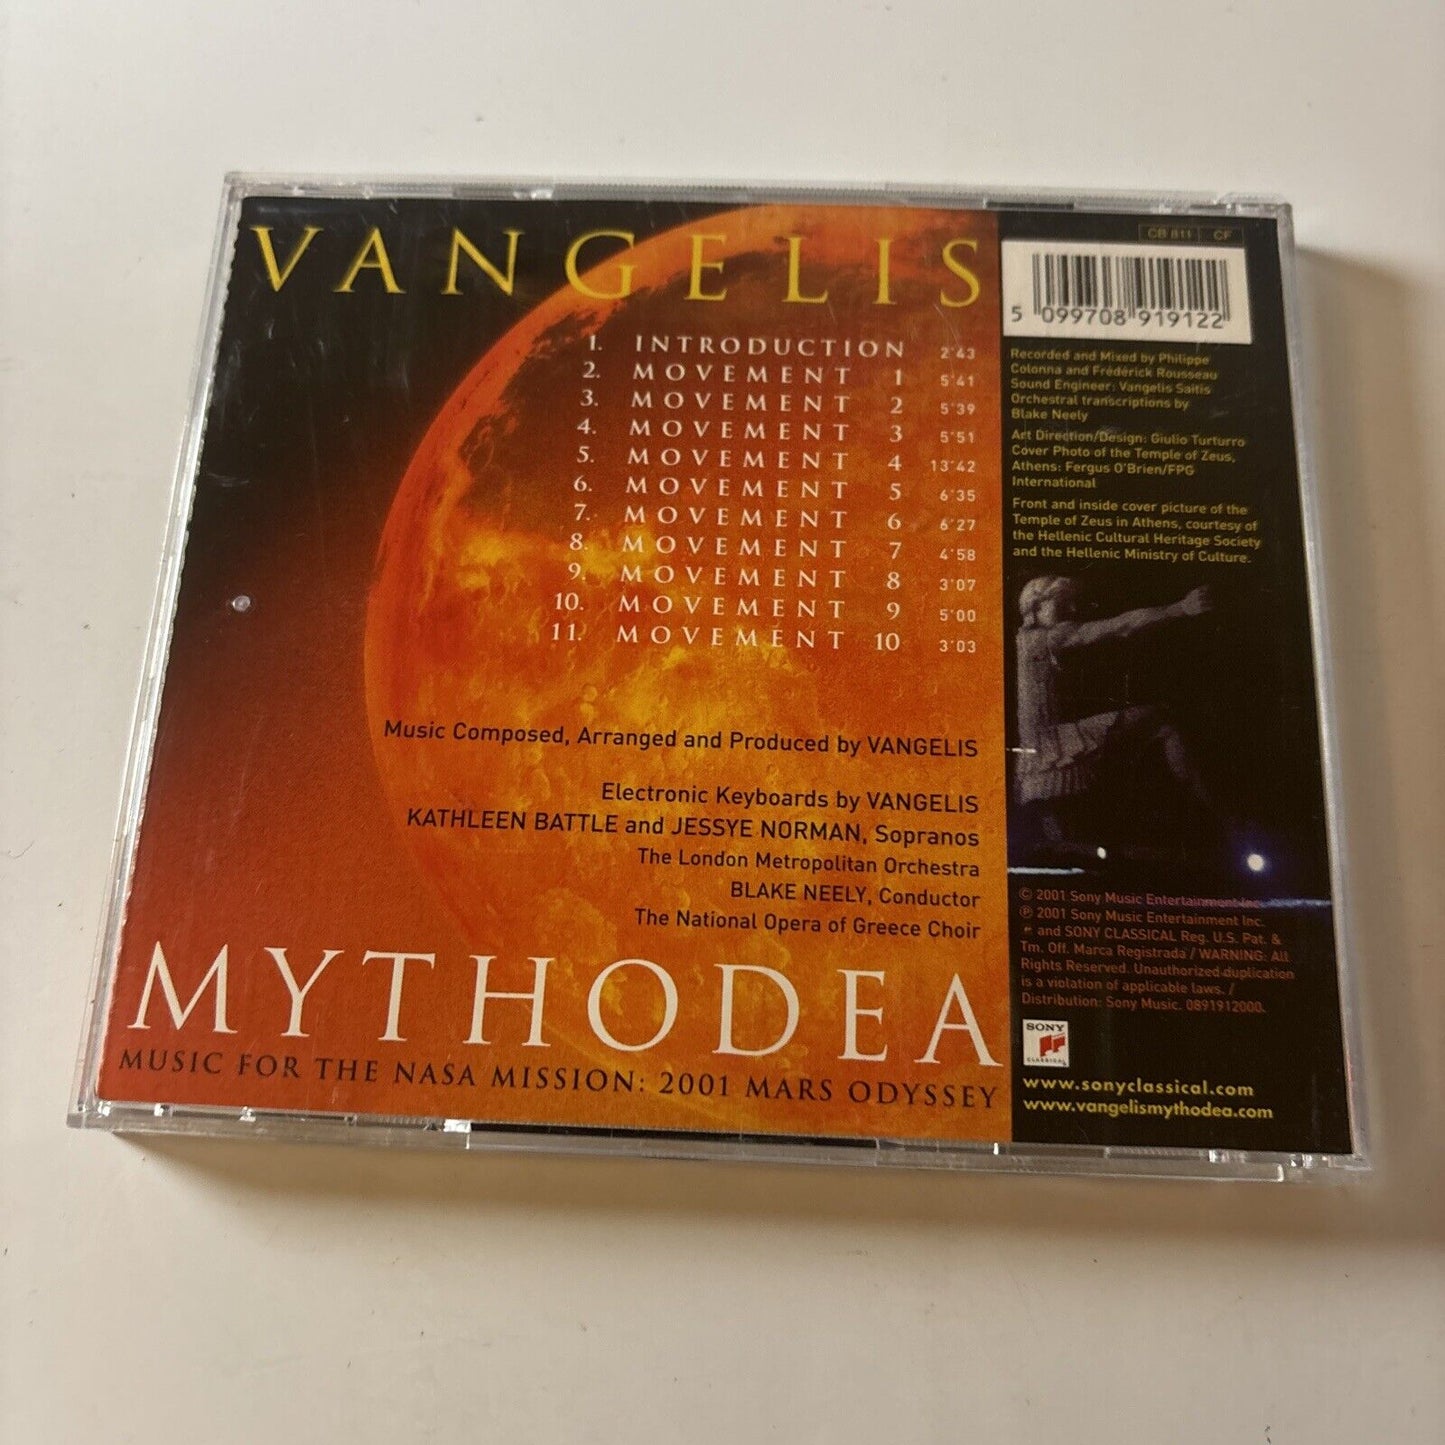 VANGELIS
1. INTRODUCTION 2'43
2. MOVEMENT 1 5'41
3. MOVEMENT 2 5'39
4. MOVEMENT 3 5'51
5. MOVEMENT 4 13'42
6. MOVEMENT 5 6'35
7. MOVEMENT 6 6'27
8. MOVEMENT 7 4'58
9. MOVEMENT 8 3'07
10. MOVEMENT 9 5'00
11. MOVEMENT 10 3'03
Music Composed, Arranged and Produced by VANGELIS
Electronic Keyboards by VANGELIS
KATHLEEN BATTLE and JESSYE NORMAN, Sopranos
The London Metropolitan Orchestra
BLAKE NEELY, Conductor
The National Opera of Greece Choir
MYTHODEA
MUSIC FOR THE NASA MISSION: 2001 MARS ODYSSEY
CB 811 CF
5 099708 919122
Recorded and Mixed by Philippe
Colonna and Frédérick Rousseau
Sound Engineer: Vangelis Saitis
Orchestral transcriptions by
Blake Neely
Art Direction/Design: Giulio Turturro
Cover Photo of the Temple of Zeus,
Athens: Fergus O'Brien/FPG
International
Front and inside cover picture of the
Temple of Zeus in Athens, courtesy of
the Hellenic Cultural Heritage Society
and the Hellenic Ministry of Culture.
© 2001 Sony Music Entertainment Inc.
℗ 2001 Sony Music Entertainment Inc.
and SONY CLASSICAL Reg. U.S. Pat. &
Tm. Off. Marca Registrada / WARNING: All
Rights Reserved. Unauthorized duplication
is a violation of applicable laws. /
Distribution: Sony Music. 0891912000.
SONY
CLASSICAL
www.sonyclassical.com
www.vangelismythodea.com